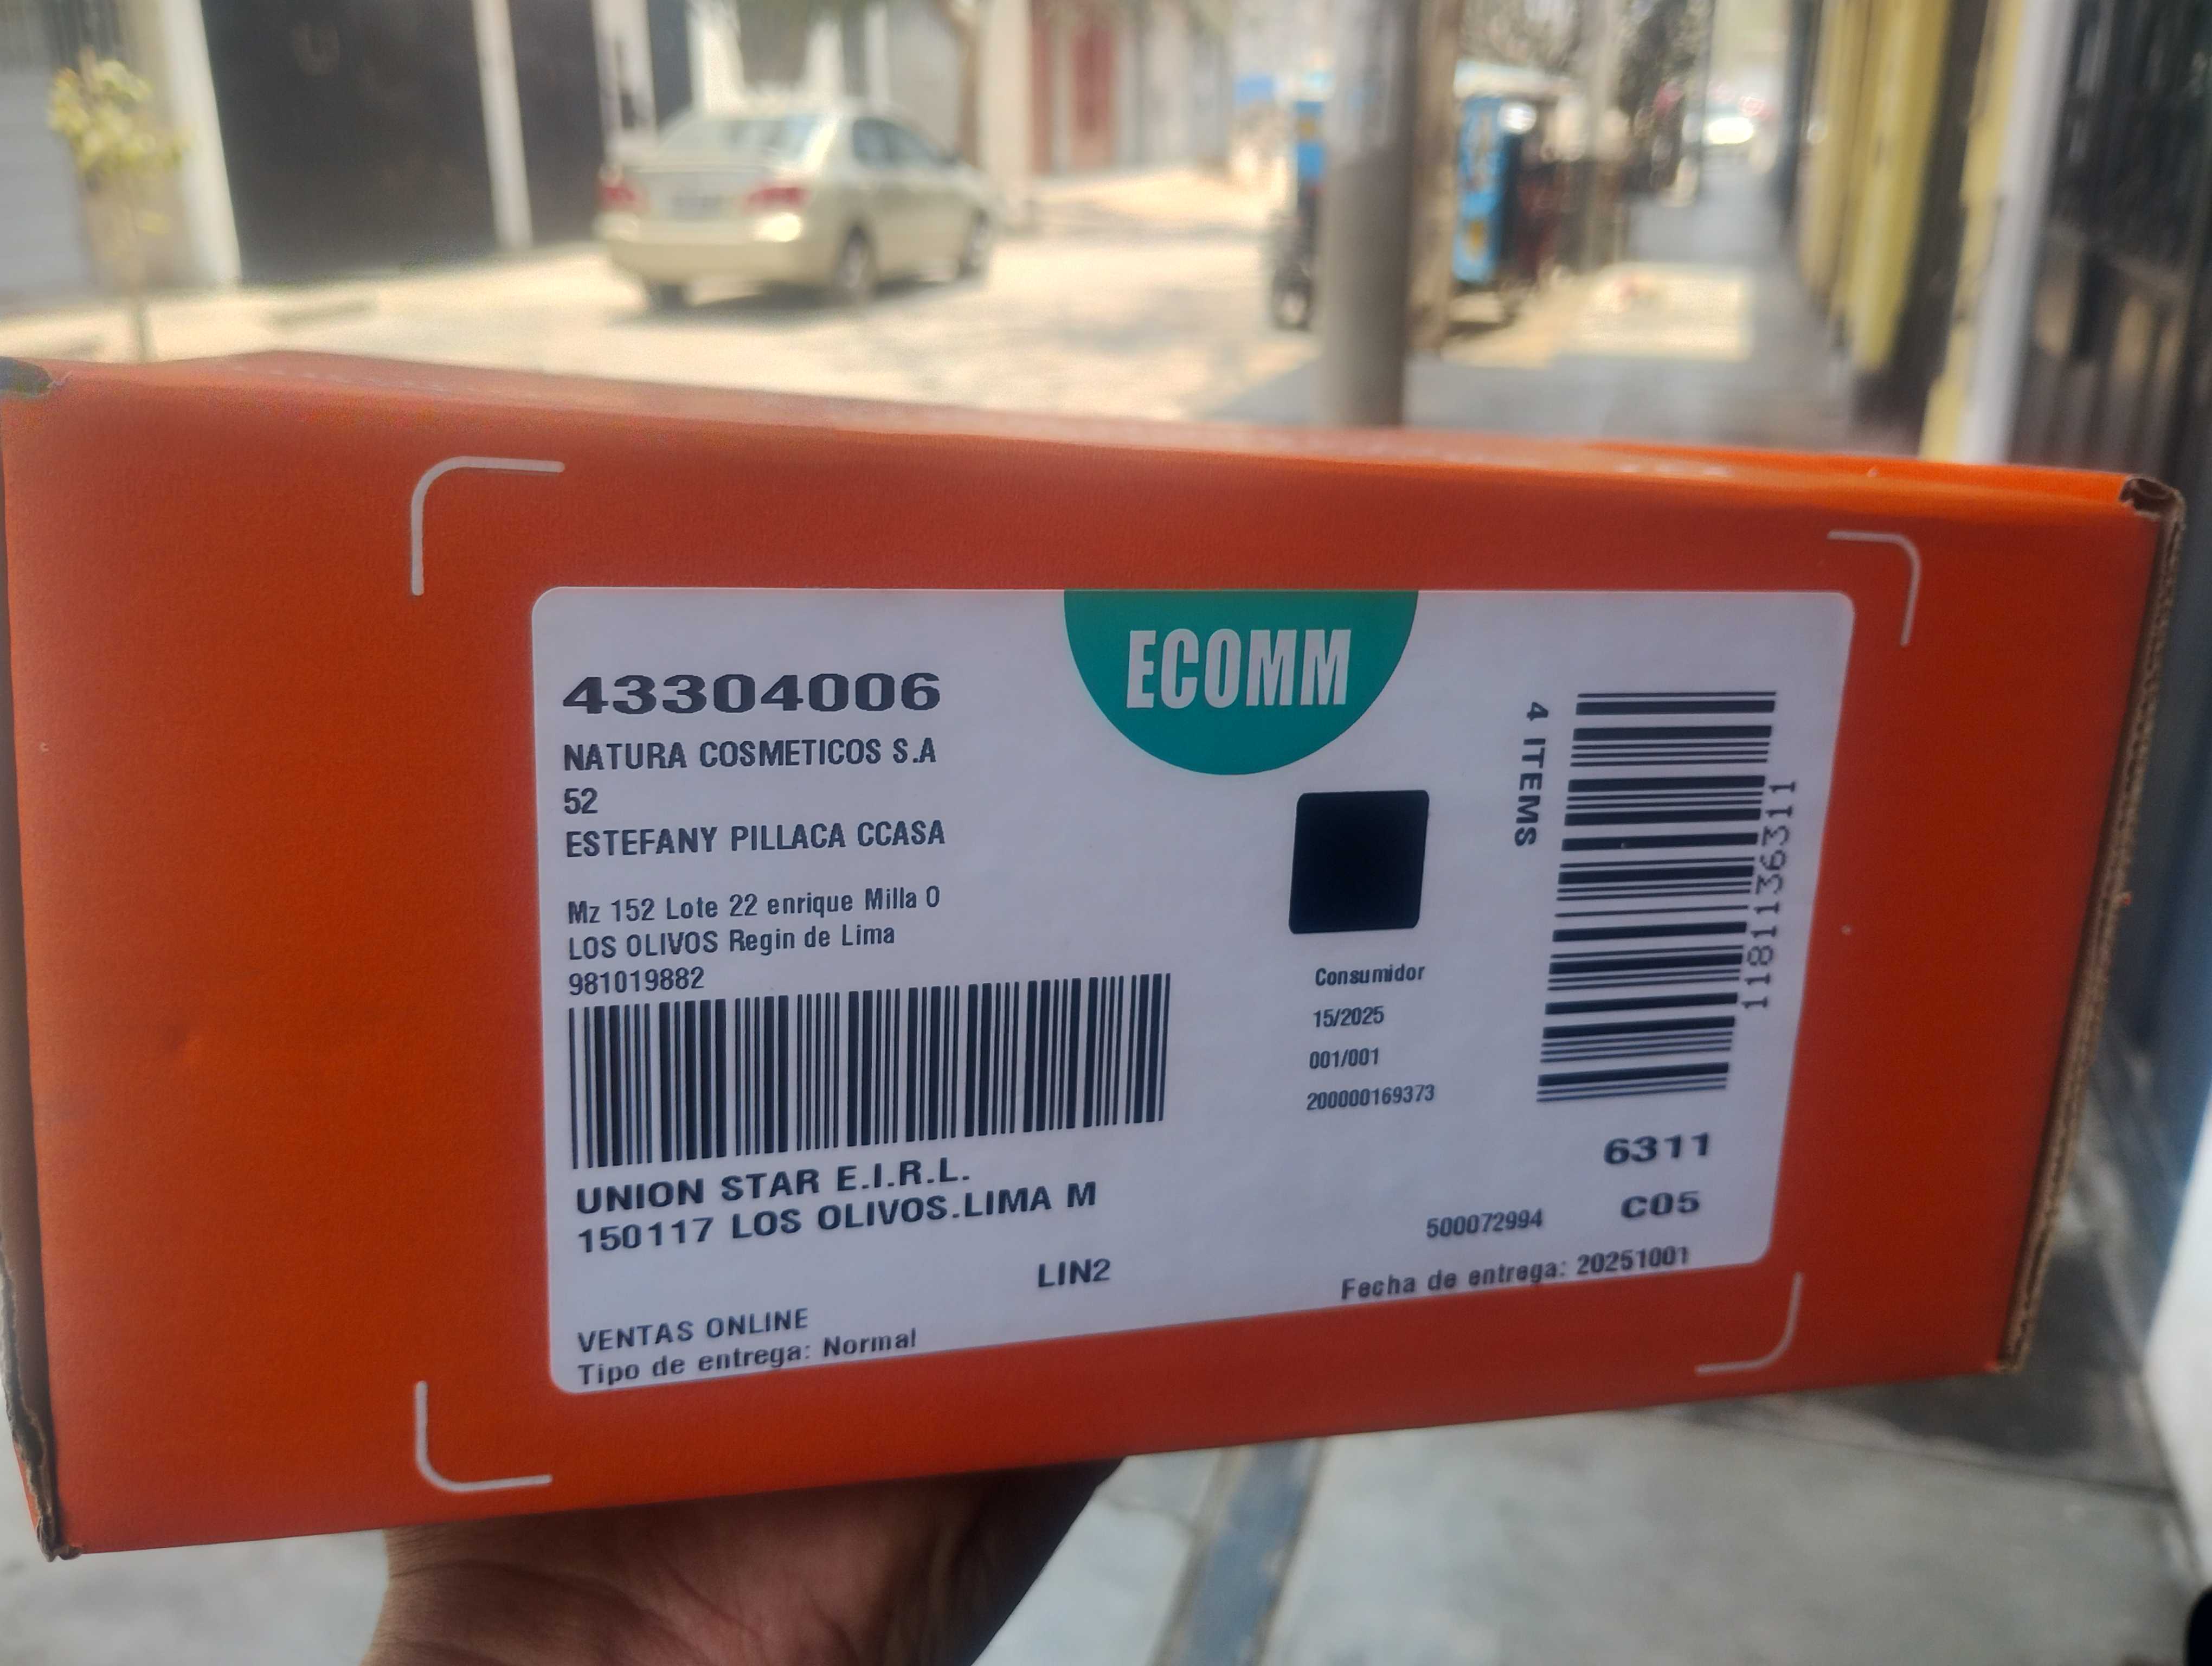 ECOMM
43304006
NATURA COSMETICOS S.A
52
ESTEFANY PILLACA CCASA
Mz 152 Lote 22 enrique Milla O
LOS OLIVOS Regin de Lima
981019882
UNION STAR E.I.R.L.
150117 LOS OLIVOS.LIMA M
LIN2
VENTAS ONLINE
Tipo de entrega: Normal
Consumidor
15/2025
001/001
200000169373
4 ITEMS
1181136311
6311
C05
500072994
Fecha de entrega: 20251001